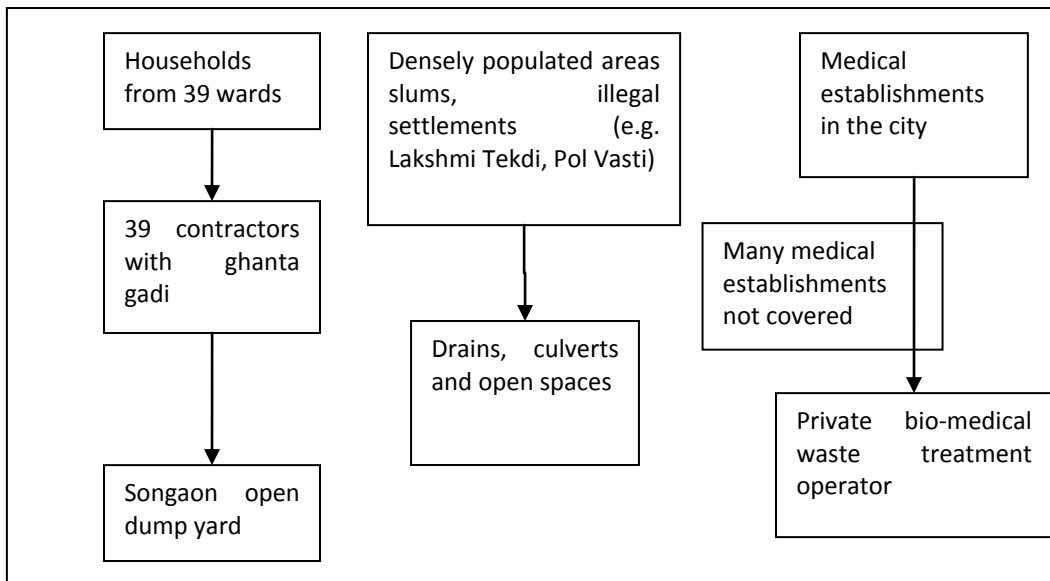 Households
from 39 wards
39 contractors
with ghanta
gadi
Songaon open
dump yard
Densely populated areas
slums, illegal
settlements (e.g.
Lakshmi Tekdi, Pol Vasti)
Drains, culverts
and open spaces
Medical
establishments
in the city
Many medical
establishments
not covered
Private bio-medical
waste treatment
operator